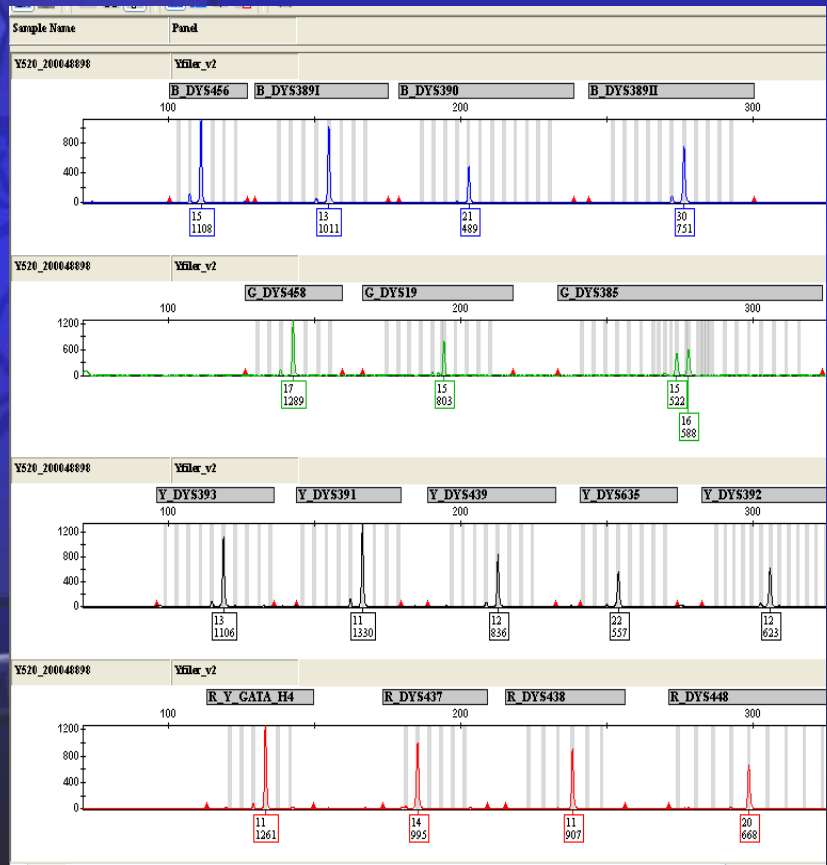 Sample Name Panel
Y520_200048898 Yfiler_v2
B_DYS456 B_DYS389I B_DYS390 B_DYS389II
100 200 300
800
400
0
15 13 21 30
1108 1011 489 751
Y520_200048898 Yfiler_v2
G_DYS458 G_DYS19 G_DYS385
100 200 300
1200
600
0
17 15 15
1289 803 522
16
588
Y520_200048898 Yfiler_v2
Y_DYS393 Y_DYS391 Y_DYS439 Y_DYS635 Y_DYS392
100 200 300
1200
800
400
0
13 11 12 22 12
1106 1330 836 557 623
Y520_200048898 Yfiler_v2
R_Y_GATA_H4 R_DYS437 R_DYS438 R_DYS448
100 200 300
1200
800
400
0
11 14 11 20
1261 995 907 668